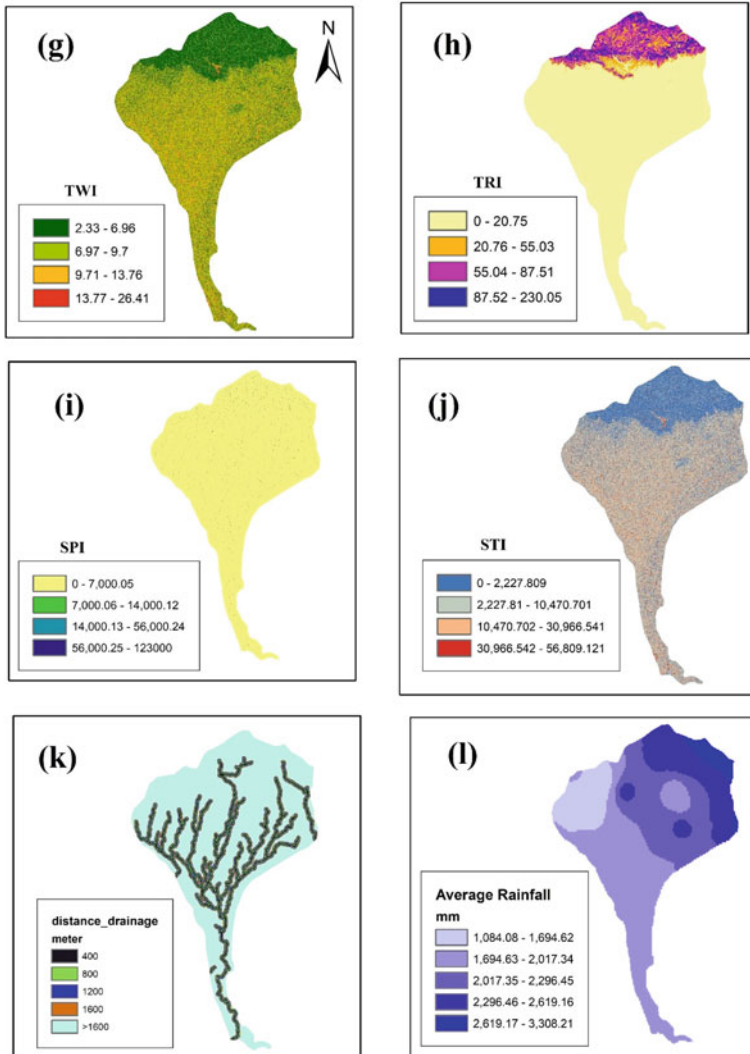 (g)
N
TWI
2.33 - 6.96
6.97 - 9.7
9.71 - 13.76
13.77 - 26.41
(h)
TRI
0 - 20.75
20.76 - 55.03
55.04 - 87.51
87.52 - 230.05
(i)
SPI
0 - 7,000.05
7,000.06 - 14,000.12
14,000.13 - 56,000.24
56,000.25 - 123000
(j)
STI
0 - 2,227.809
2,227.81 - 10,470.701
10,470.702 - 30,966.541
30,966.542 - 56,809.121
(k)
distance_drainage
meter
400
800
1200
1600
>1600
(l)
Average Rainfall
mm
1,084.08 - 1,694.62
1,694.63 - 2,017.34
2,017.35 - 2,296.45
2,296.46 - 2,619.16
2,619.17 - 3,308.21